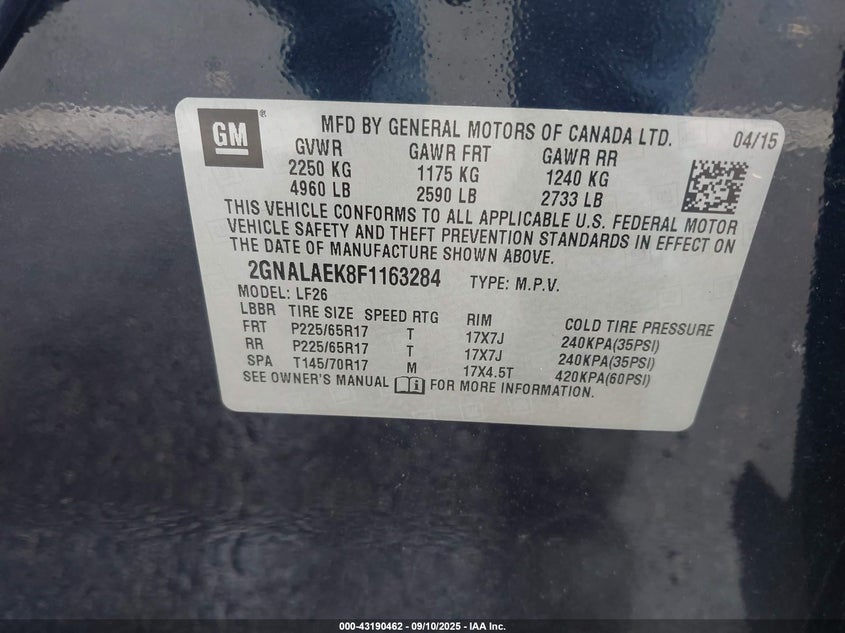 GM ® MFD BY GENERAL MOTORS OF CANADA LTD. 04/15
GVWR GAWR FRT GAWR RR
2250 KG 1175 KG 1240 KG
4960 LB 2590 LB 2733 LB
THIS VEHICLE CONFORMS TO ALL APPLICABLE U.S. FEDERAL MOTOR
VEHICLE SAFETY AND THEFT PREVENTION STANDARDS IN EFFECT ON
THE DATE OF MANUFACTURE SHOWN ABOVE.
2GNALAEK8F1163284 TYPE: M.P.V.
MODEL: LF26
LBBR TIRE SIZE SPEED RTG RIM COLD TIRE PRESSURE
FRT P225/65R17 T 17X7J 240KPA(35PSI)
RR P225/65R17 T 17X7J 240KPA(35PSI)
SPA T145/70R17 M 17X4.5T 420KPA(60PSI)
SEE OWNER'S MANUAL i FOR MORE INFORMATION.
000-43190462 - 09/10/2025 - IAA Inc.